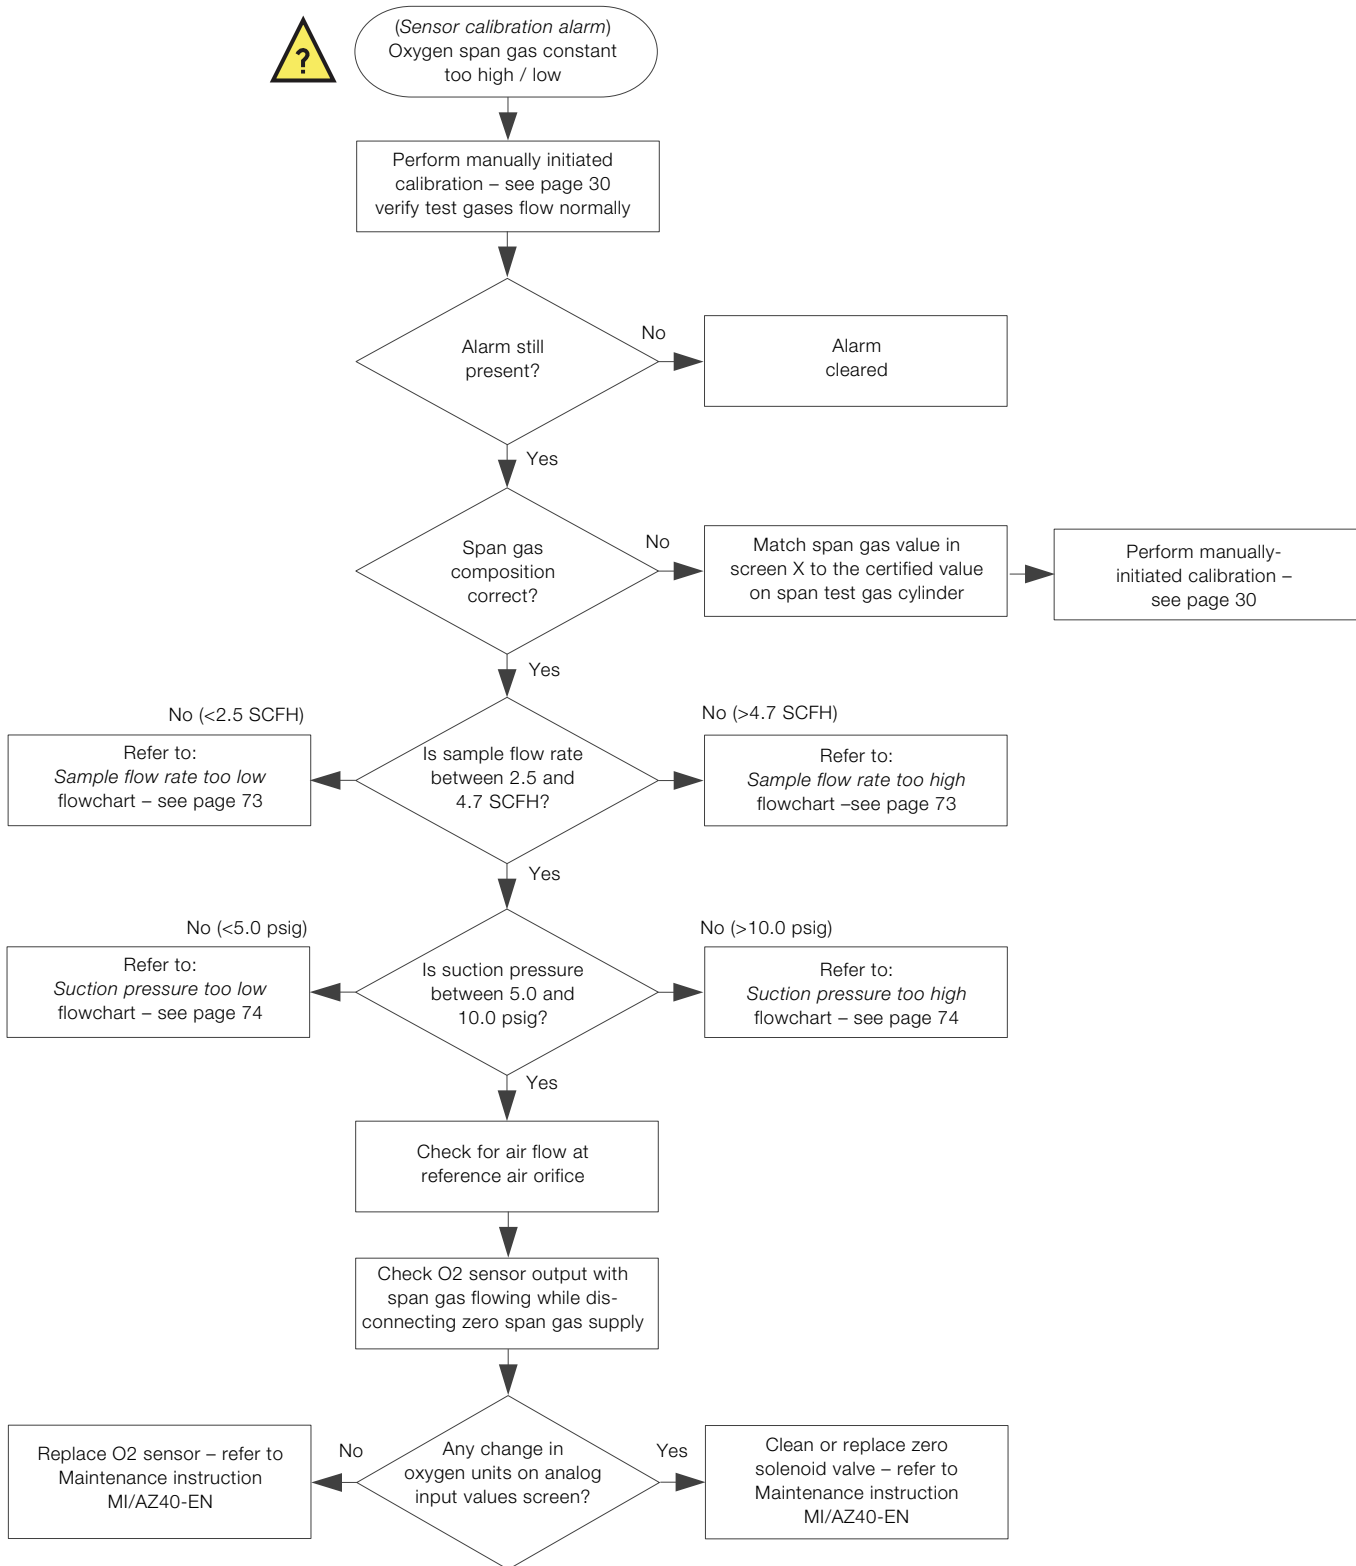 ?
(Sensor calibration alarm)
Oxygen span gas constant
too high / low
Perform manually initiated
calibration – see page 30
verify test gases flow normally
Alarm still
present?
No
Alarm
cleared
Yes
Span gas
composition
correct?
No
Match span gas value in
screen X to the certified value
on span test gas cylinder
Perform manually-
initiated calibration –
see page 30
Yes
No (<2.5 SCFH)
Refer to:
Sample flow rate too low
flowchart – see page 73
Is sample flow rate
between 2.5 and
4.7 SCFH?
No (>4.7 SCFH)
Refer to:
Sample flow rate too high
flowchart –see page 73
Yes
No (<5.0 psig)
Refer to:
Suction pressure too low
flowchart – see page 74
Is suction pressure
between 5.0 and
10.0 psig?
No (>10.0 psig)
Refer to:
Suction pressure too high
flowchart – see page 74
Yes
Check for air flow at
reference air orifice
Check O2 sensor output with
span gas flowing while dis-
connecting zero span gas supply
Replace O2 sensor – refer to
Maintenance instruction
MI/AZ40-EN
No
Any change in
oxygen units on analog
input values screen?
Yes
Clean or replace zero
solenoid valve – refer to
Maintenance instruction
MI/AZ40-EN